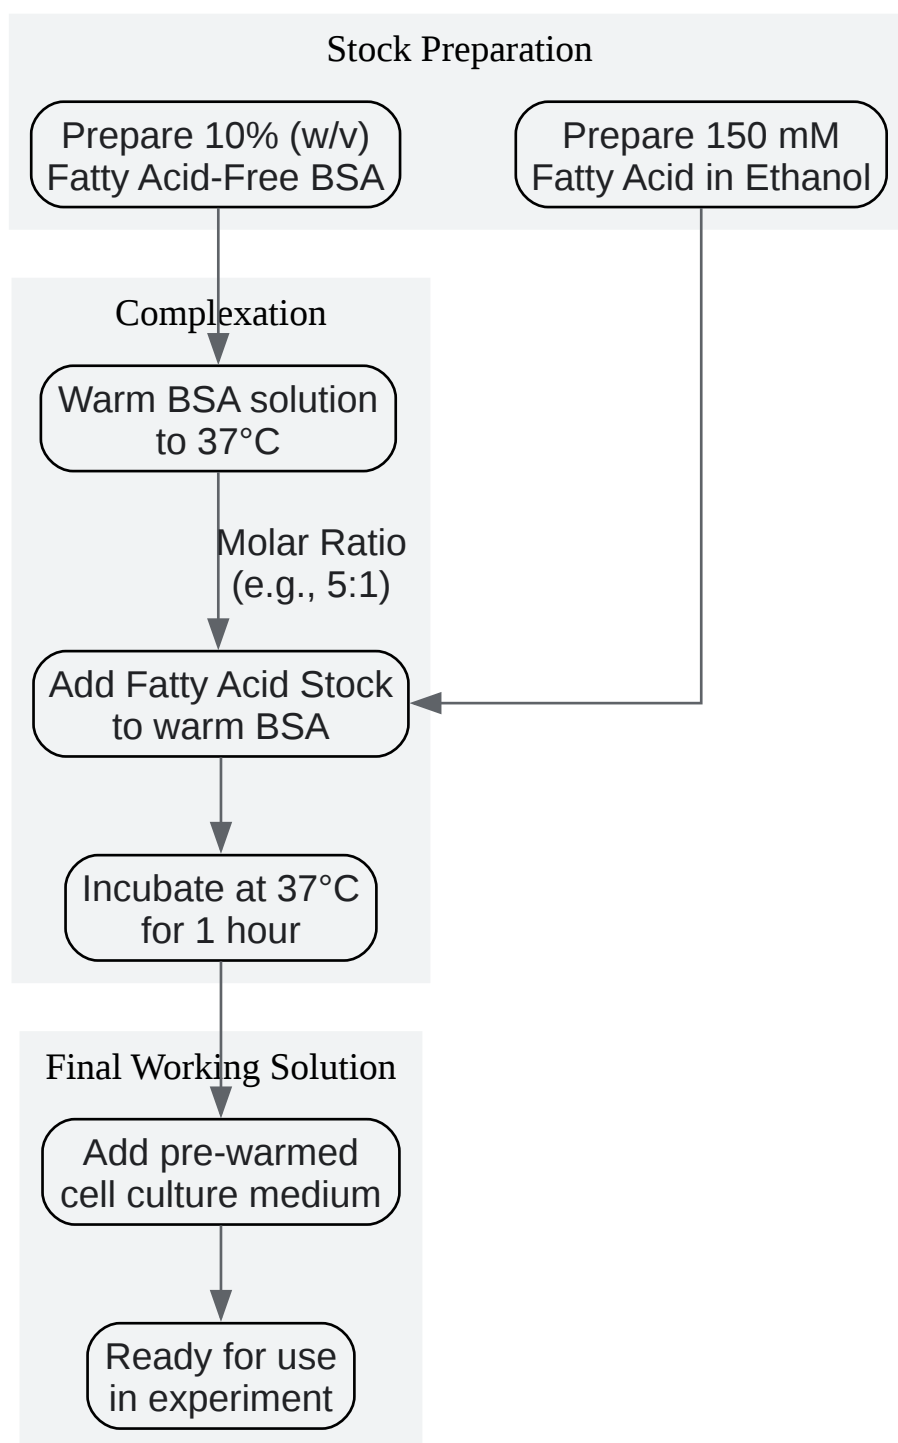 Stock Preparation
Prepare 10% (w/v)
Fatty Acid-Free BSA
Prepare 150 mM
Fatty Acid in Ethanol
Complexation
Warm BSA solution
to 37°C
Molar Ratio
(e.g., 5:1)
Add Fatty Acid Stock
to warm BSA
Incubate at 37°C
for 1 hour
Final Working Solution
Add pre-warmed
cell culture medium
Ready for use
in experiment